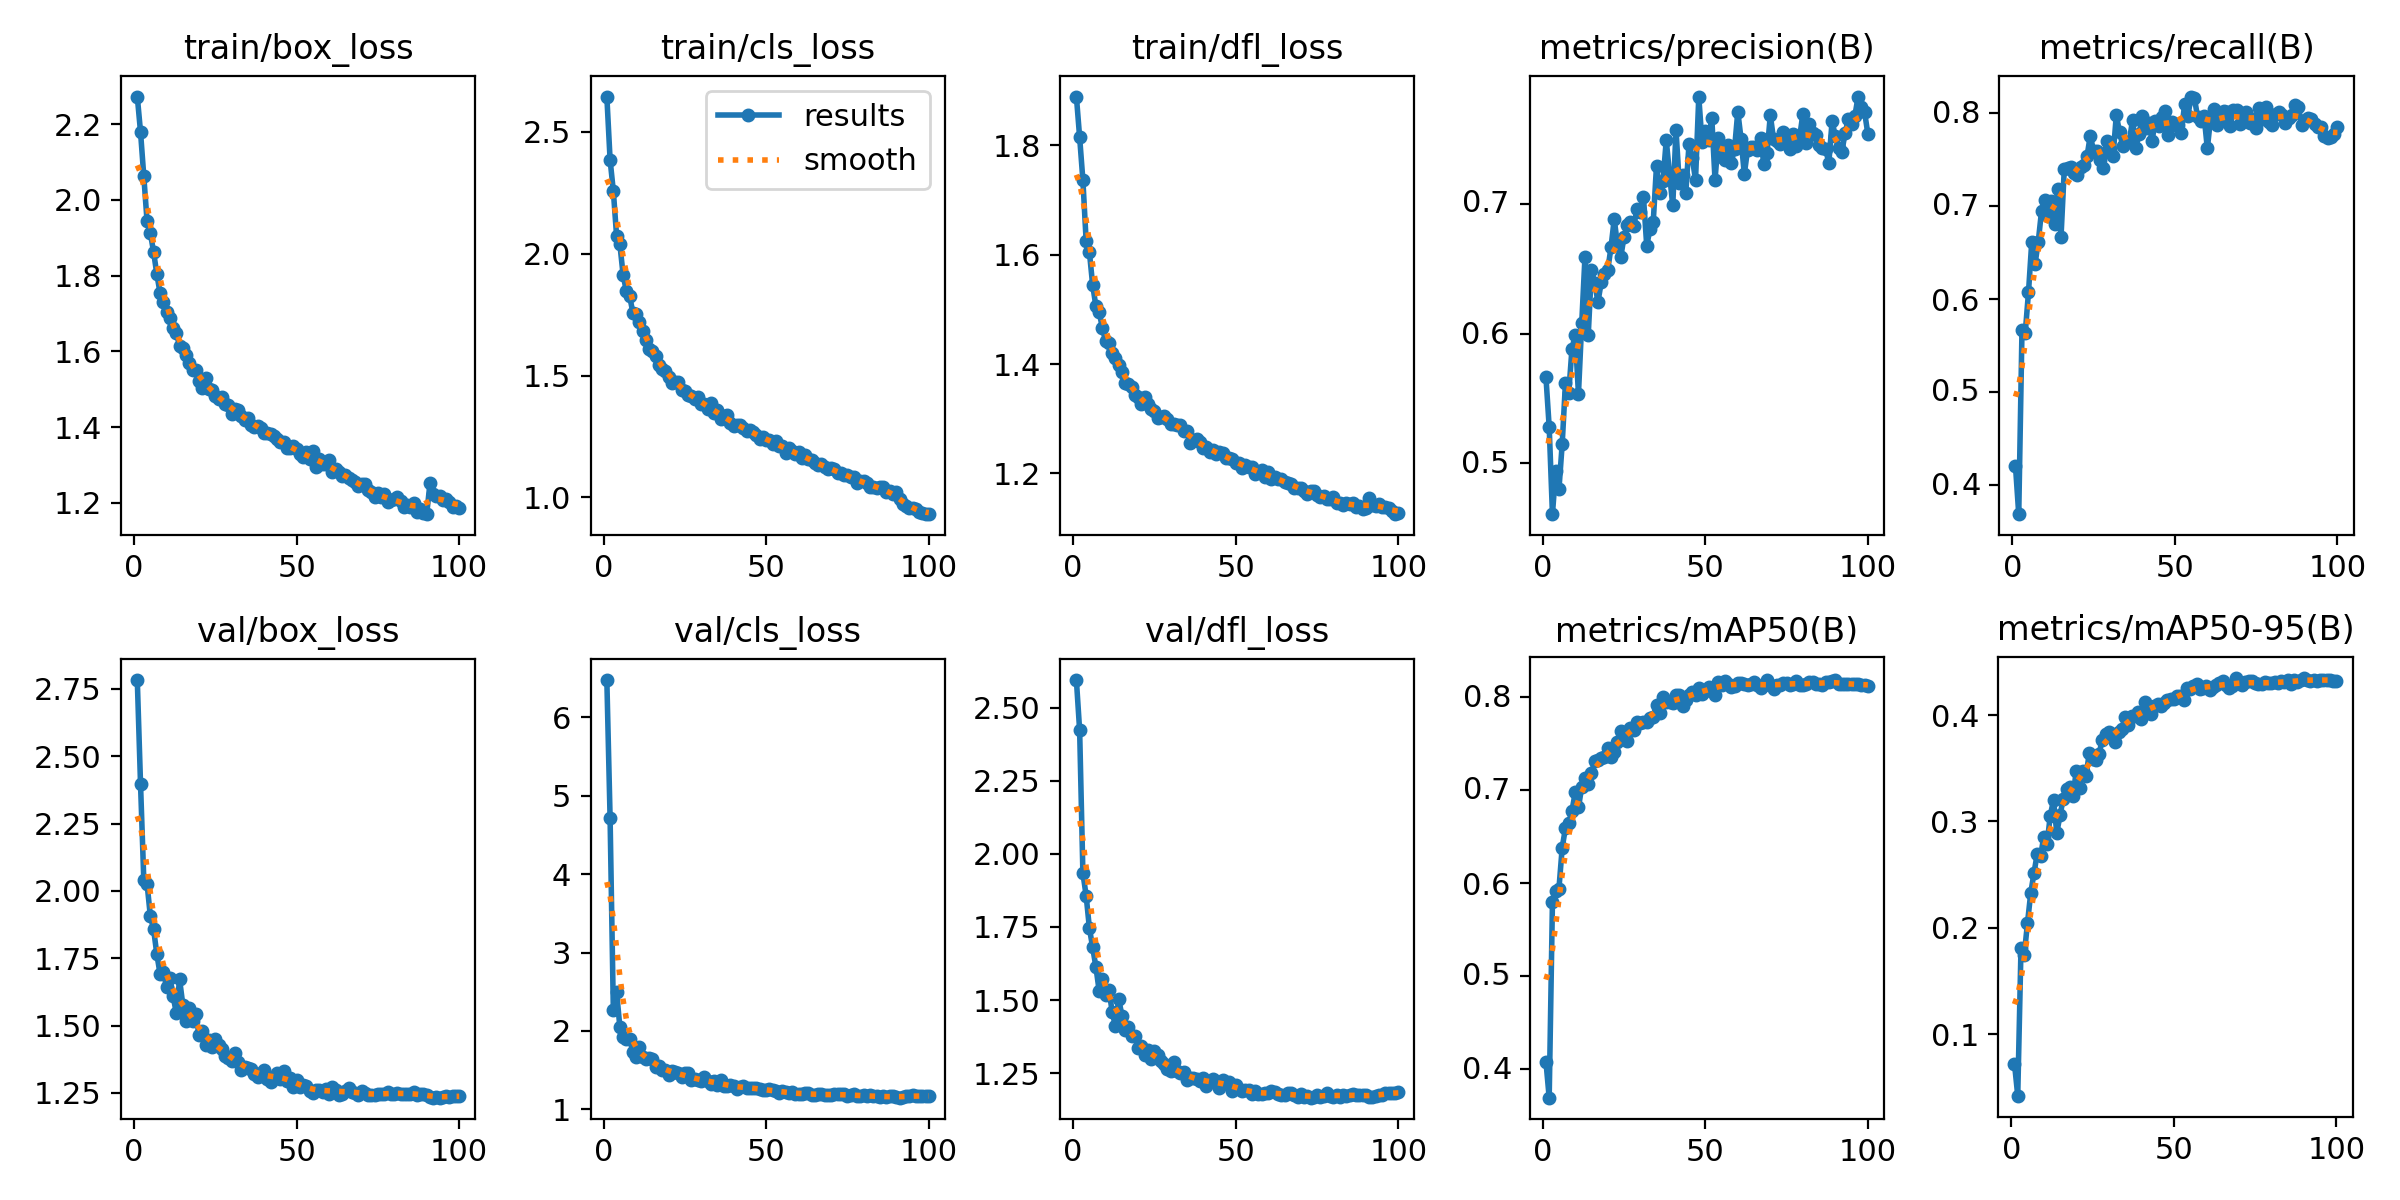 train/box_loss
2.2
2.0
1.8
1.6
1.4
1.2
0 50 100
train/cls_loss
results
smooth
2.5
2.0
1.5
1.0
0 50 100
train/dfl_loss
1.8
1.6
1.4
1.2
0 50 100
metrics/precision(B)
0.7
0.6
0.5
0 50 100
metrics/recall(B)
0.8
0.7
0.6
0.5
0.4
0 50 100
val/box_loss
2.75
2.50
2.25
2.00
1.75
1.50
1.25
0 50 100
val/cls_loss
6
5
4
3
2
1
0 50 100
val/dfl_loss
2.50
2.25
2.00
1.75
1.50
1.25
0 50 100
metrics/mAP50(B)
0.8
0.7
0.6
0.5
0.4
0 50 100
metrics/mAP50-95(B)
0.4
0.3
0.2
0.1
0 50 100